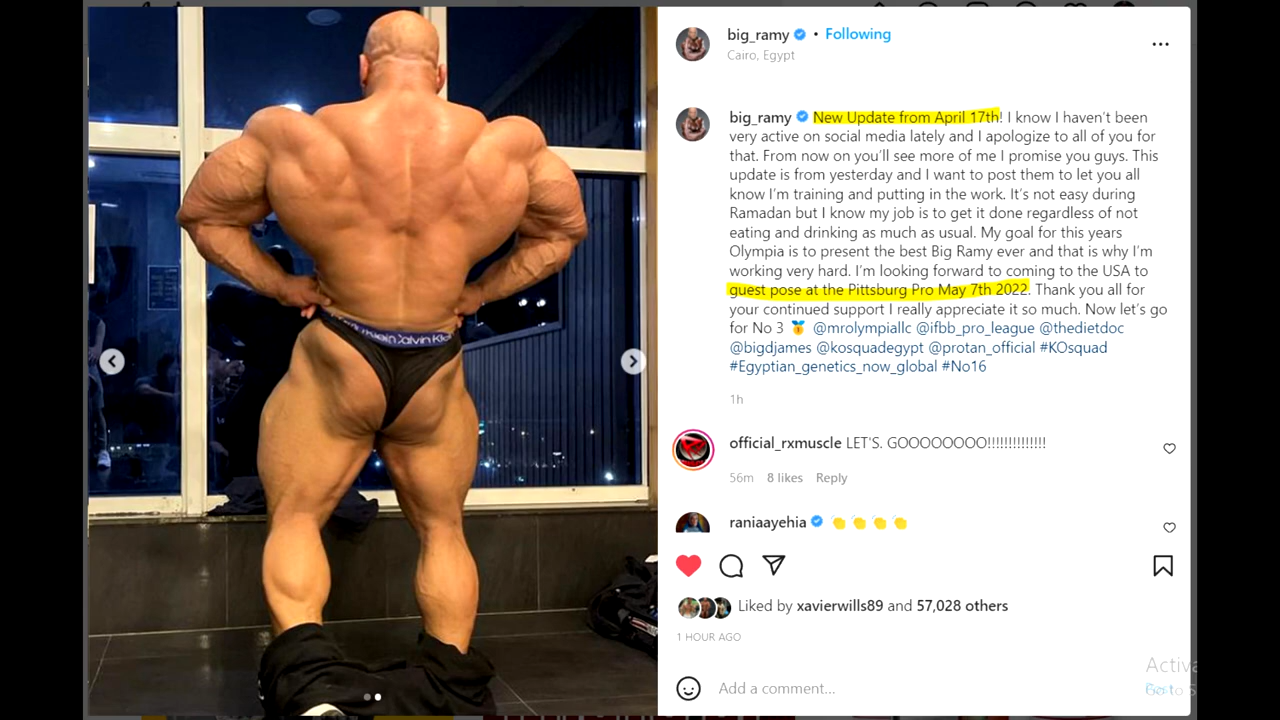 big_ramy • Following
Cairo, Egypt
big_ramy New Update from April 17th! I know I haven't been
very active on social media lately and I apologize to all of you for
that. From now on you'll see more of me I promise you guys. This
update is from yesterday and I want to post them to let you all
know I'm training and putting in the work. It's not easy during
Ramadan but I know my job is to get it done regardless of not
eating and drinking as much as usual. My goal for this years
Olympia is to present the best Big Ramy ever and that is why I'm
working very hard. I'm looking forward to coming to the USA to
guest pose at the Pittsburg Pro May 7th 2022. Thank you all for
your continued support I really appreciate it so much. Now let's go
for No 3 🥇 @mrolympiallc @ifbb_pro_league @thedietdoc
@bigdjames @kosquadegypt @protan_official #KOsquad
#Egyptian_genetics_now_global #No16
1h
official_rxmuscle LET'S. GOOOOOOOO!!!!!!!!!!!!!!
56m 8 likes Reply
raniaayehia 👏 👏 👏 👏
Liked by xavierwills89 and 57,028 others
1 HOUR AGO
Add a comment...
Calvin Klein